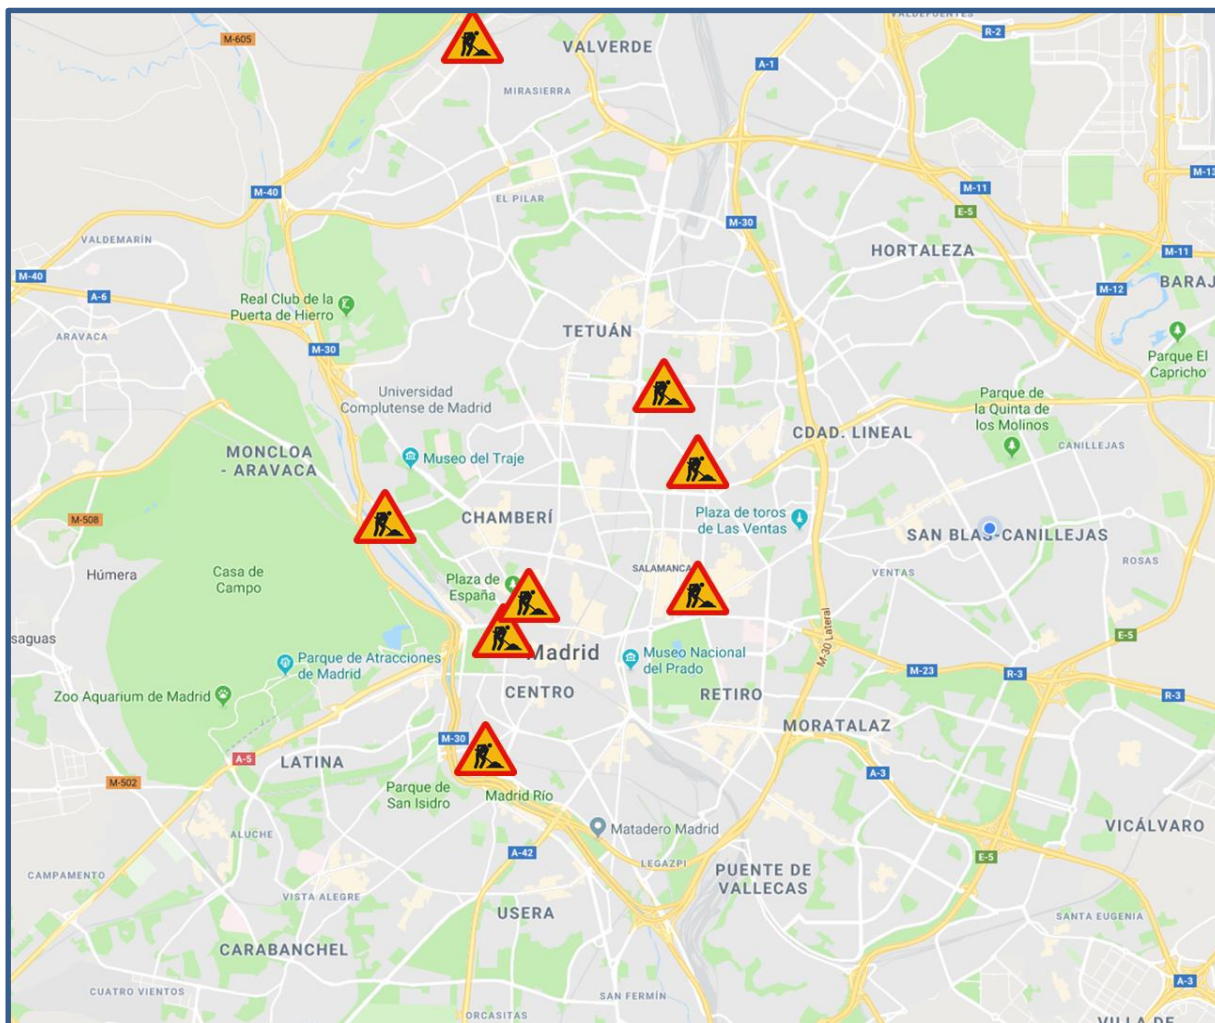 VALDEFUENTES
M-605
R-2
VALVERDE
A-1
MIRASIERRA
M-13
M-11
M-40
EL PILAR
E-5
M-30
VALDEMARÍN
HORTALEZA
M-11
M-40
A-6
M-12
BARAJ
Real Club de la
Puerta de Hierro
TETUÁN
ARAVACA
M-30
Parque El
Capricho
Universidad
Complutense de Madrid
Parque de
la Quinta de
los Molinos
CDAD. LINEAL
CANILLEJAS
MONCLOA
- ARAVACA
Museo del Traje
M-508
CHAMBERÍ
Plaza de toros
de Las Ventas
SAN BLAS-CANILLEJAS
ROSAS
Húmera
Casa de
Campo
Plaza de
España
SALAMANCA
VENTAS
saguas
M-30 Lateral
E-5
Parque de Atracciones
de Madrid
Madrid
Museo Nacional
del Prado
M-23
R-3
Zoo Aquarium de Madrid
CENTRO
RETIRO
R-3
MORATALAZ
M-30
A-5
LATINA
A-3
M-502
Parque de
San Isidro
Madrid Río
Matadero Madrid
VICÁLVARO
ALUCHE
A-42
LEGAZPI
E-5
CAMPAMENTO
PUENTE DE
VALLECAS
VISTA ALEGRE
USERA
SANTA EUGENIA
CARABANCHEL
A-3
CUATRO VIENTOS
SAN FERMÍN
ORCASITAS
VILLA DE